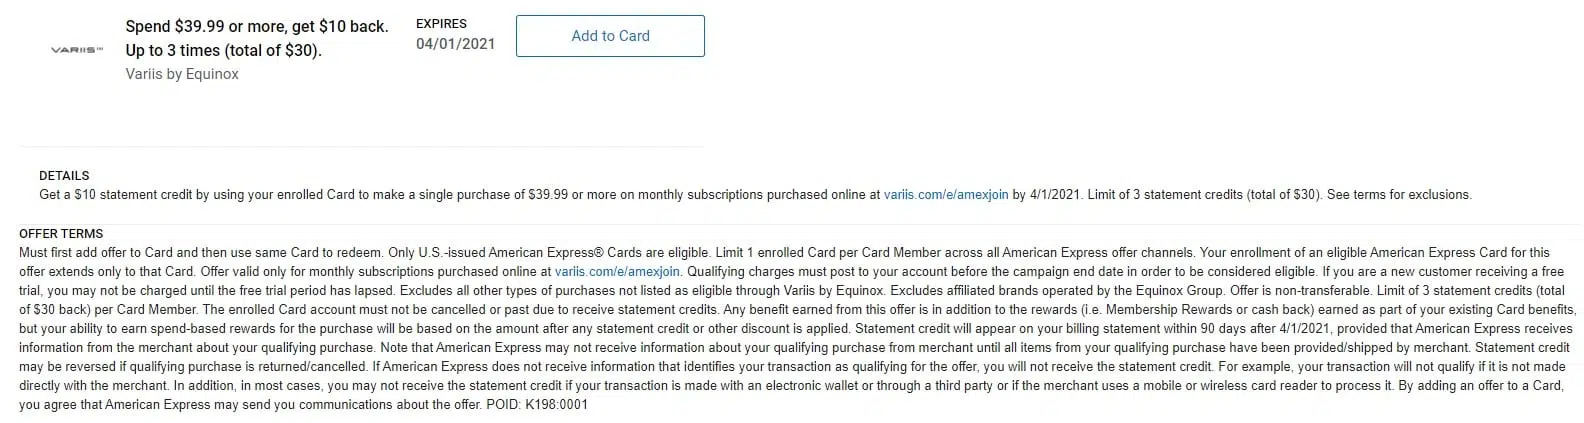 Spend $39.99 or more, get $10 back.
Up to 3 times (total of $30).
Variis by Equinox
VARIIS™
EXPIRES
04/01/2021
Add to Card
DETAILS
Get a $10 statement credit by using your enrolled Card to make a single purchase of $39.99 or more on monthly subscriptions purchased online at variis.com/e/amexjoin by 4/1/2021. Limit of 3 statement credits (total of $30). See terms for exclusions.
OFFER TERMS
Must first add offer to Card and then use same Card to redeem. Only U.S.-issued American Express® Cards are eligible. Limit 1 enrolled Card per Card Member across all American Express offer channels. Your enrollment of an eligible American Express Card for this
offer extends only to that Card. Offer valid only for monthly subscriptions purchased online at variis.com/e/amexjoin. Qualifying charges must post to your account before the campaign end date in order to be considered eligible. If you are a new customer receiving a free
trial, you may not be charged until the free trial period has lapsed. Excludes all other types of purchases not listed as eligible through Variis by Equinox. Excludes affiliated brands operated by the Equinox Group. Offer is non-transferable. Limit of 3 statement credits (total
of $30 back) per Card Member. The enrolled Card account must not be cancelled or past due to receive statement credits. Any benefit earned from this offer is in addition to the rewards (i.e. Membership Rewards or cash back) earned as part of your existing Card benefits,
but your ability to earn spend-based rewards for the purchase will be based on the amount after any statement credit or other discount is applied. Statement credit will appear on your billing statement within 90 days after 4/1/2021, provided that American Express receives
information from the merchant about your qualifying purchase. Note that American Express may not receive information about your qualifying purchase from merchant until all items from your qualifying purchase have been provided/shipped by merchant. Statement credit
may be reversed if qualifying purchase is returned/cancelled. If American Express does not receive information that identifies your transaction as qualifying for the offer, you will not receive the statement credit. For example, your transaction will not qualify if it is not made
directly with the merchant. In addition, in most cases, you may not receive the statement credit if your transaction is made with an electronic wallet or through a third party or if the merchant uses a mobile or wireless card reader to process it. By adding an offer to a Card,
you agree that American Express may send you communications about the offer. POID: K198:0001